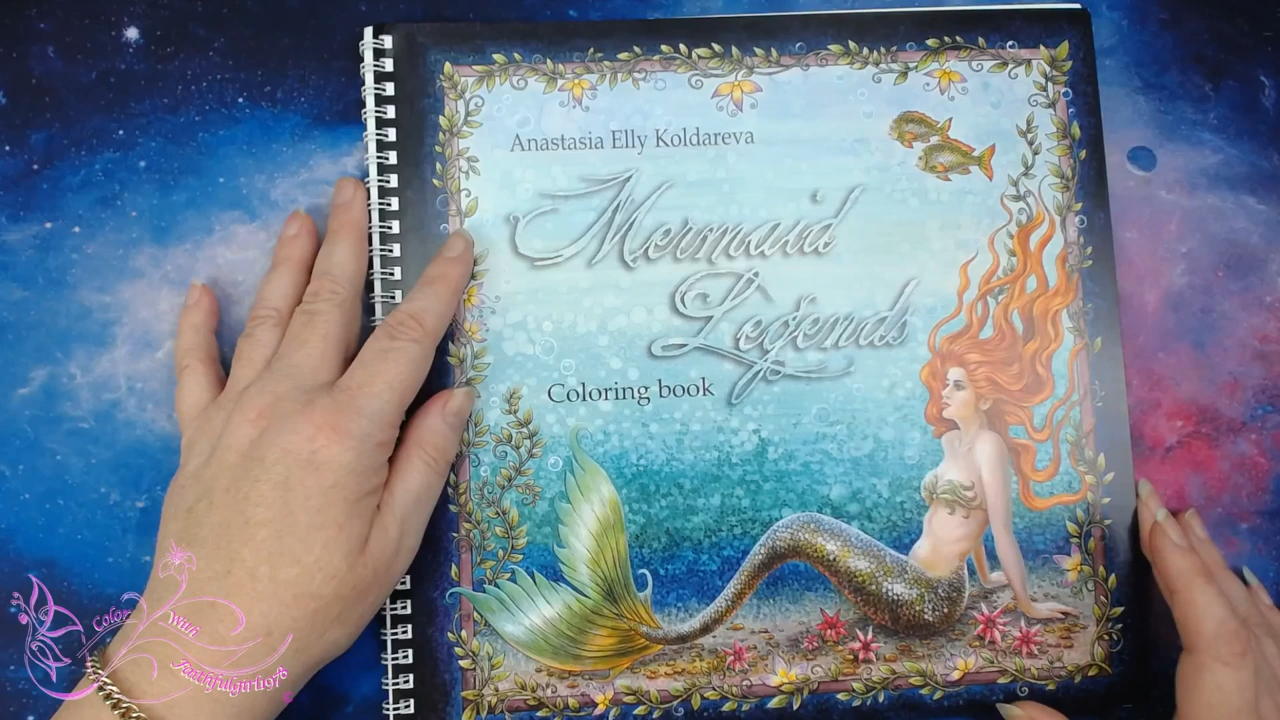 Anastasia Elly Koldareva
Mermaid
Legends
Coloring book
Color With
Faithfulgirl1978